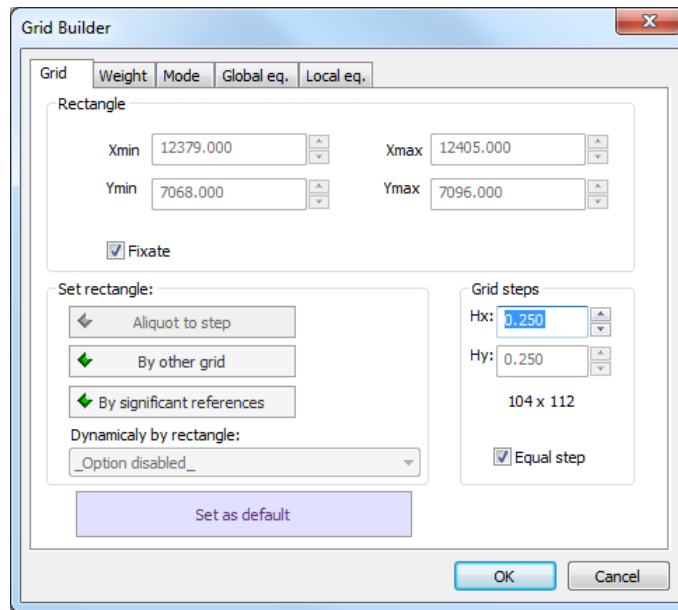 Grid Builder
Grid Weight Mode Global eq. Local eq.
Rectangle
Xmin 12379.000 Xmax 12405.000
Ymin 7068.000 Ymax 7096.000
Fixate
Set rectangle: Grid steps
Aliquot to step Hx: 0.250
By other grid Hy: 0.250
By significant references 104 x 112
Dynamicaly by rectangle:
_Option disabled_ Equal step
Set as default
OK Cancel